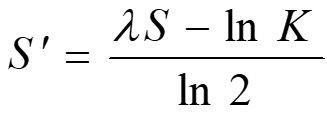 S′ = (λS − ln K) / ln 2